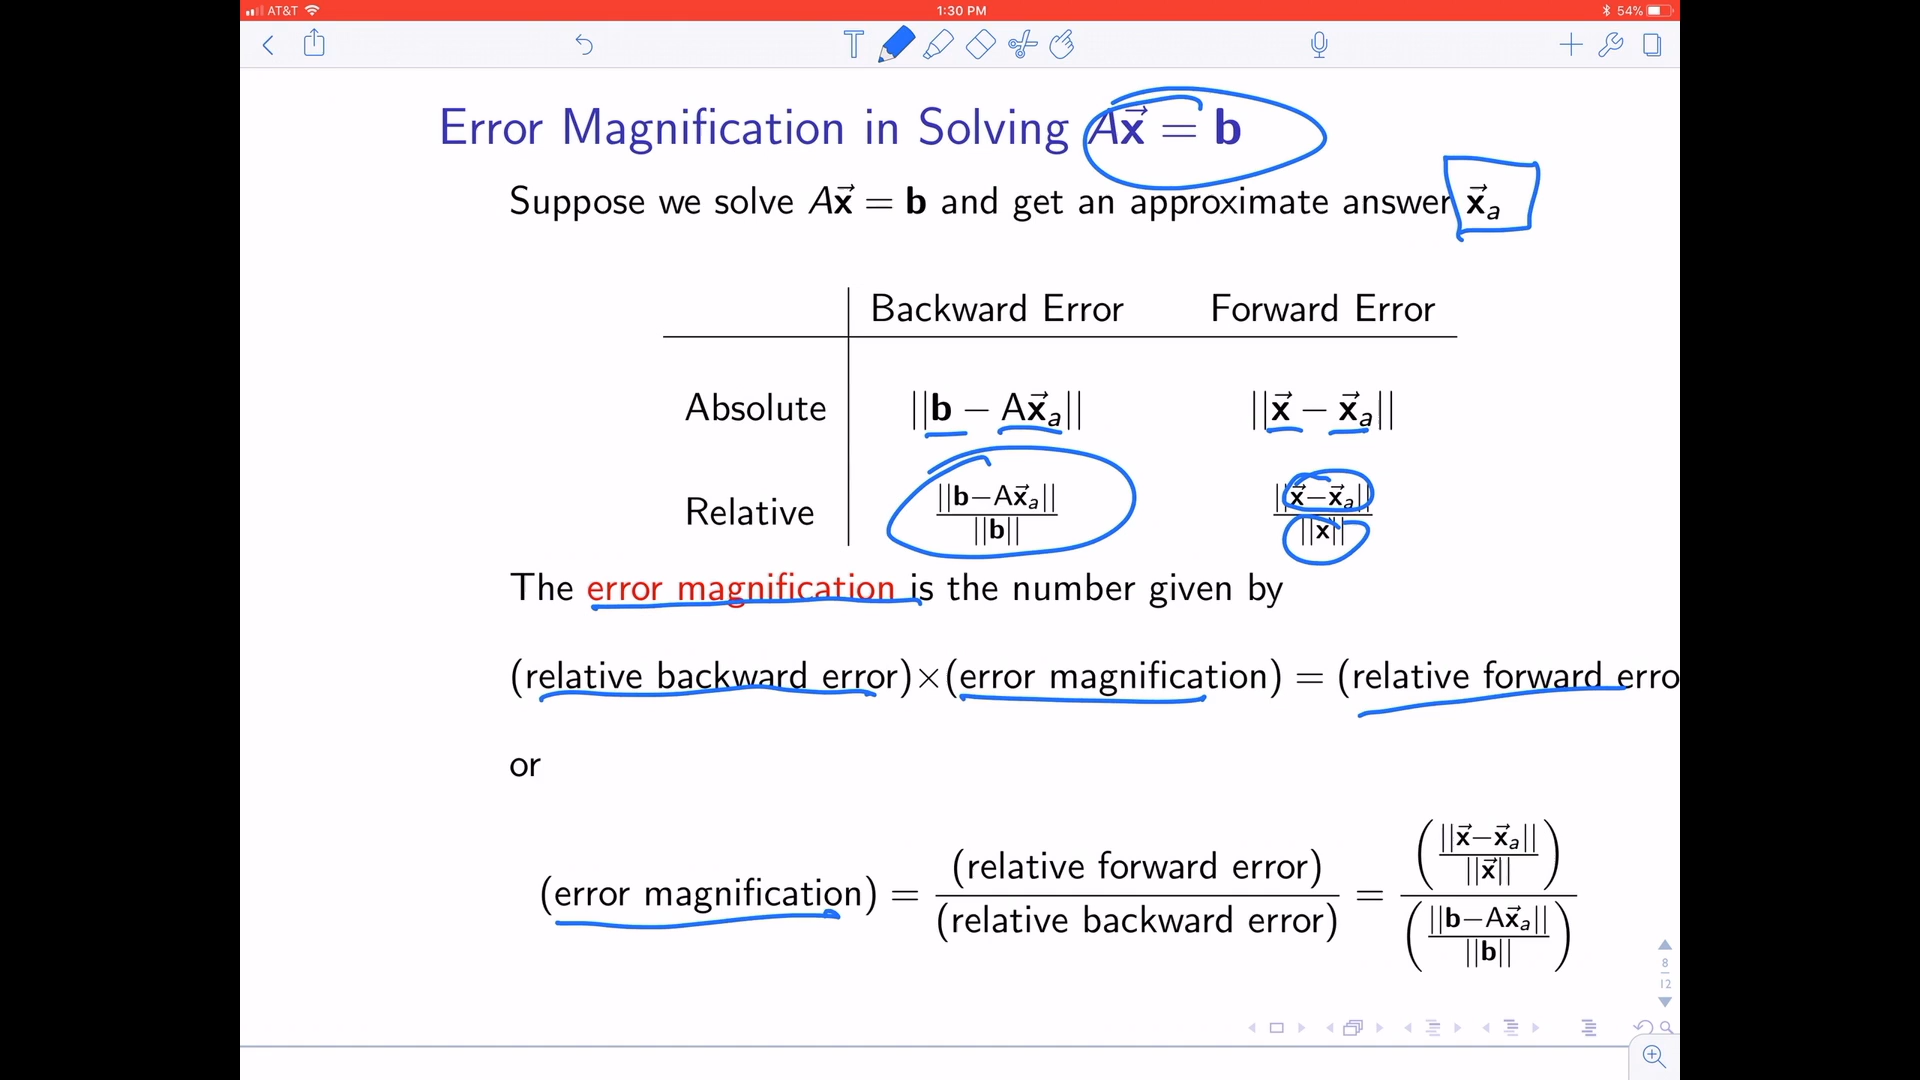 AT&T 1:30 PM 54%
Error Magnification in Solving Ax⃗ = b
Suppose we solve Ax⃗ = b and get an approximate answer x⃗ₐ
Backward Error Forward Error
Absolute ||b − Ax⃗ₐ|| ||x⃗ − x⃗ₐ||
Relative ||b−Ax⃗ₐ|| / ||b|| ||x⃗−x⃗ₐ|| / ||x||
The error magnification is the number given by
(relative backward error)×(error magnification) = (relative forward erro
or
(error magnification) = (relative forward error) / (relative backward error) = (||x⃗−x⃗ₐ|| / ||x⃗||) / (||b−Ax⃗ₐ|| / ||b||)
8
12